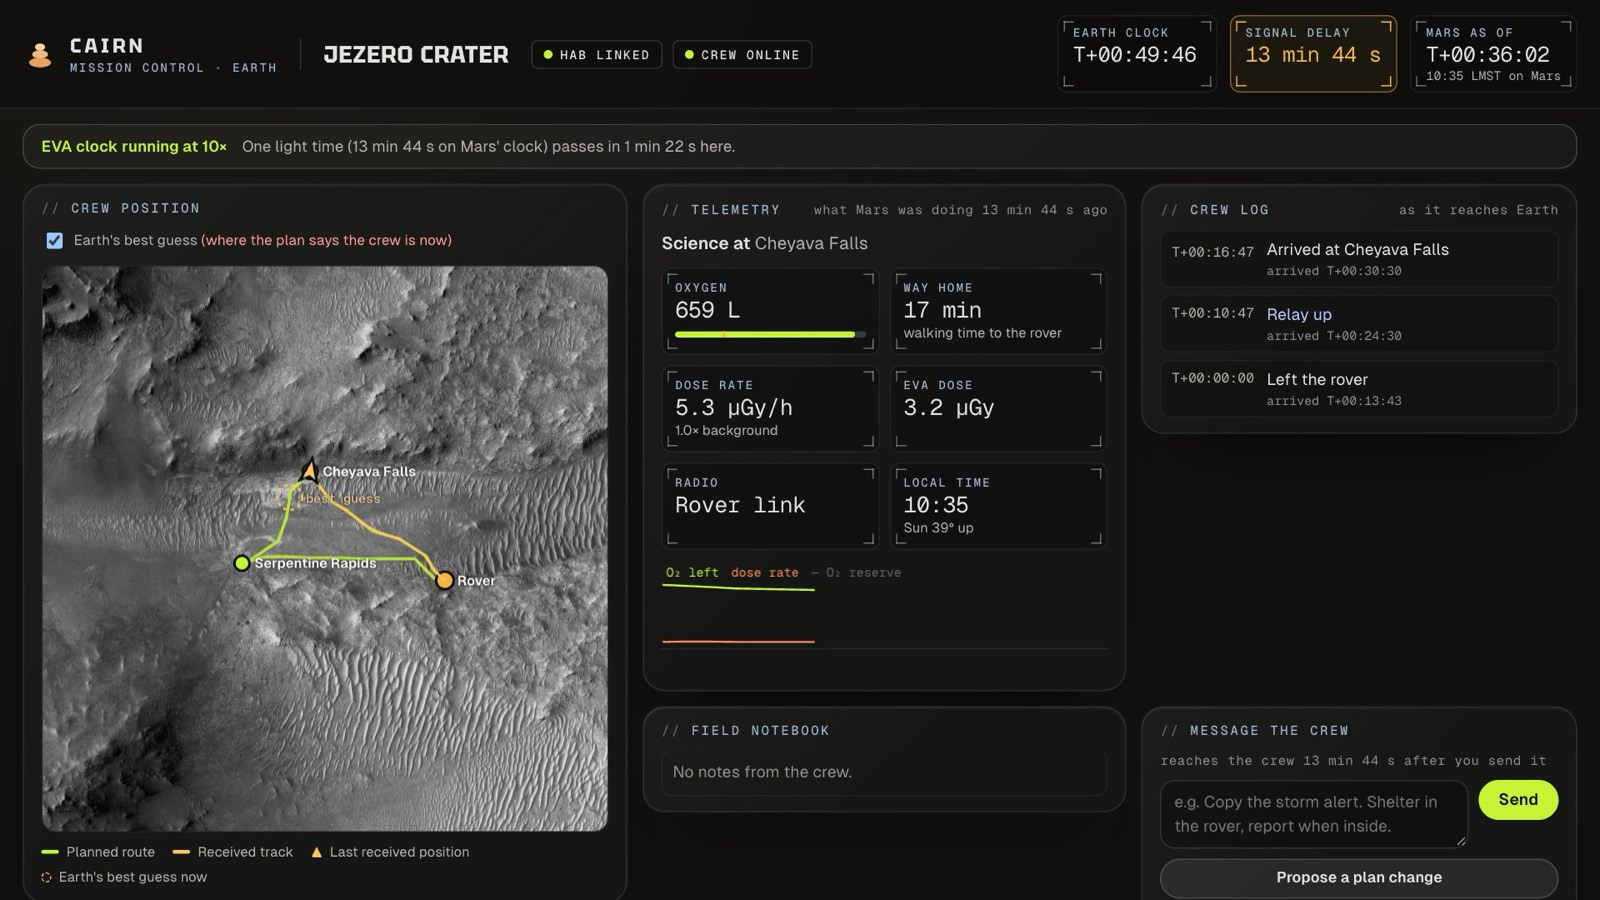 CAIRN
MISSION CONTROL · EARTH
JEZERO CRATER
HAB LINKED
CREW ONLINE
EARTH CLOCK
T+00:49:46
SIGNAL DELAY
13 min 44 s
MARS AS OF
T+00:36:02
10:35 LMST on Mars
EVA clock running at 10× One light time (13 min 44 s on Mars' clock) passes in 1 min 22 s here.
// CREW POSITION
Earth's best guess (where the plan says the crew is now)
Cheyava Falls
best guess
Serpentine Rapids
Rover
Planned route
Received track
Last received position
Earth's best guess now
// TELEMETRY
what Mars was doing 13 min 44 s ago
Science at Cheyava Falls
OXYGEN
659 L
WAY HOME
17 min
walking time to the rover
DOSE RATE
5.3 µGy/h
1.0× background
EVA DOSE
3.2 µGy
RADIO
Rover link
LOCAL TIME
10:35
Sun 39° up
O₂ left dose rate — O₂ reserve
// FIELD NOTEBOOK
No notes from the crew.
// CREW LOG
as it reaches Earth
T+00:16:47 Arrived at Cheyava Falls
arrived T+00:30:30
T+00:10:47 Relay up
arrived T+00:24:30
T+00:00:00 Left the rover
arrived T+00:13:43
// MESSAGE THE CREW
reaches the crew 13 min 44 s after you send it
e.g. Copy the storm alert. Shelter in
the rover, report when inside.
Send
Propose a plan change